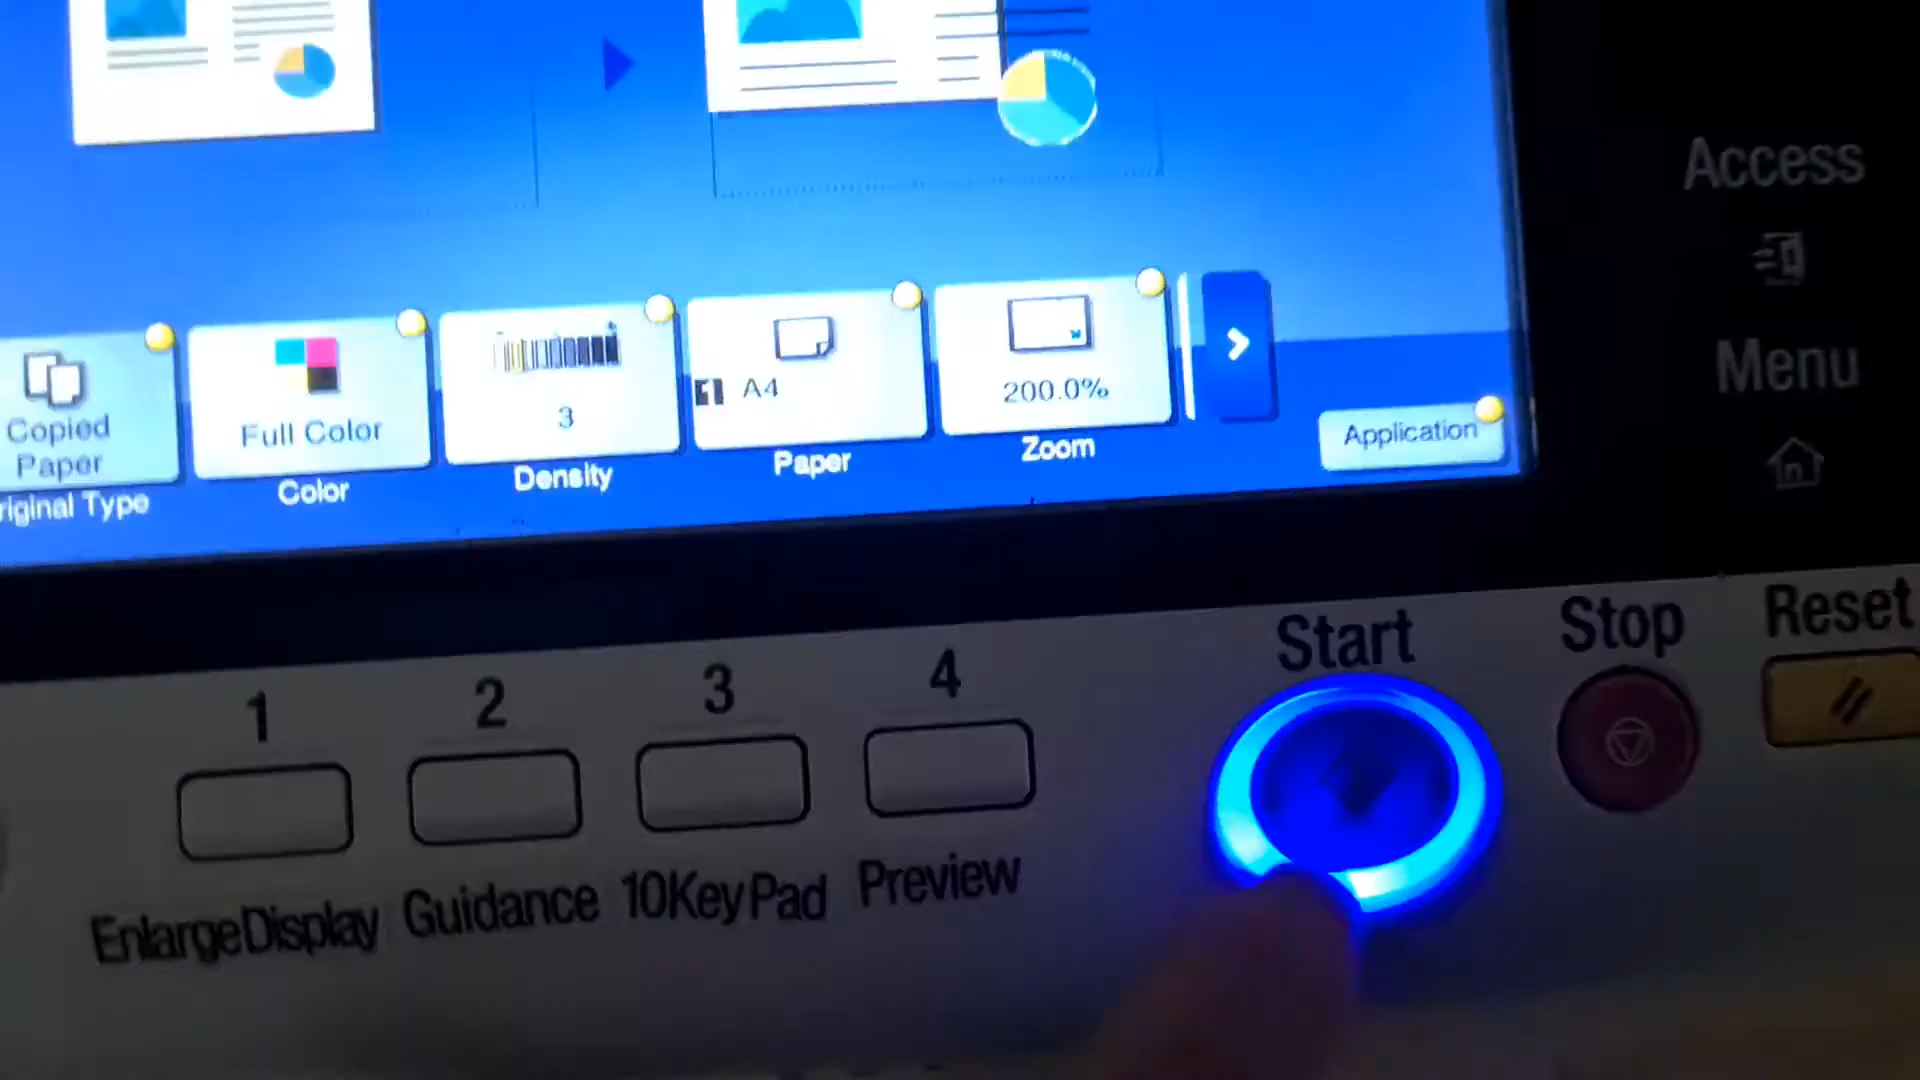 Copied
Paper
riginal Type
Full Color
Color
3
Density
1 A4
Paper
200.0%
Zoom
Application
Access
Menu
1
2
3
4
Start
Stop
Reset
EnlargeDisplay
Guidance
10KeyPad
Preview